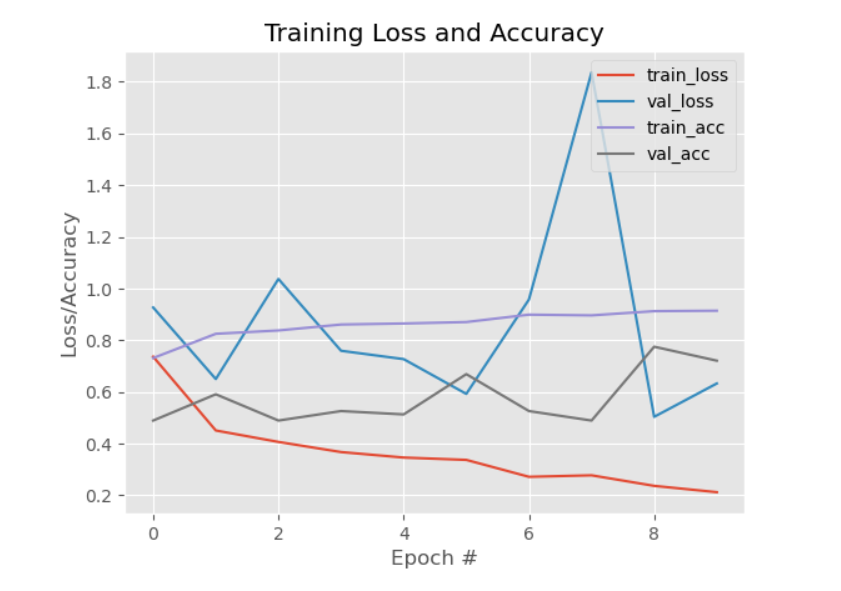 Training Loss and Accuracy
train_loss
val_loss
train_acc
val_acc
Loss/Accuracy
1.8
1.6
1.4
1.2
1.0
0.8
0.6
0.4
0.2
0 2 4 6 8
Epoch #